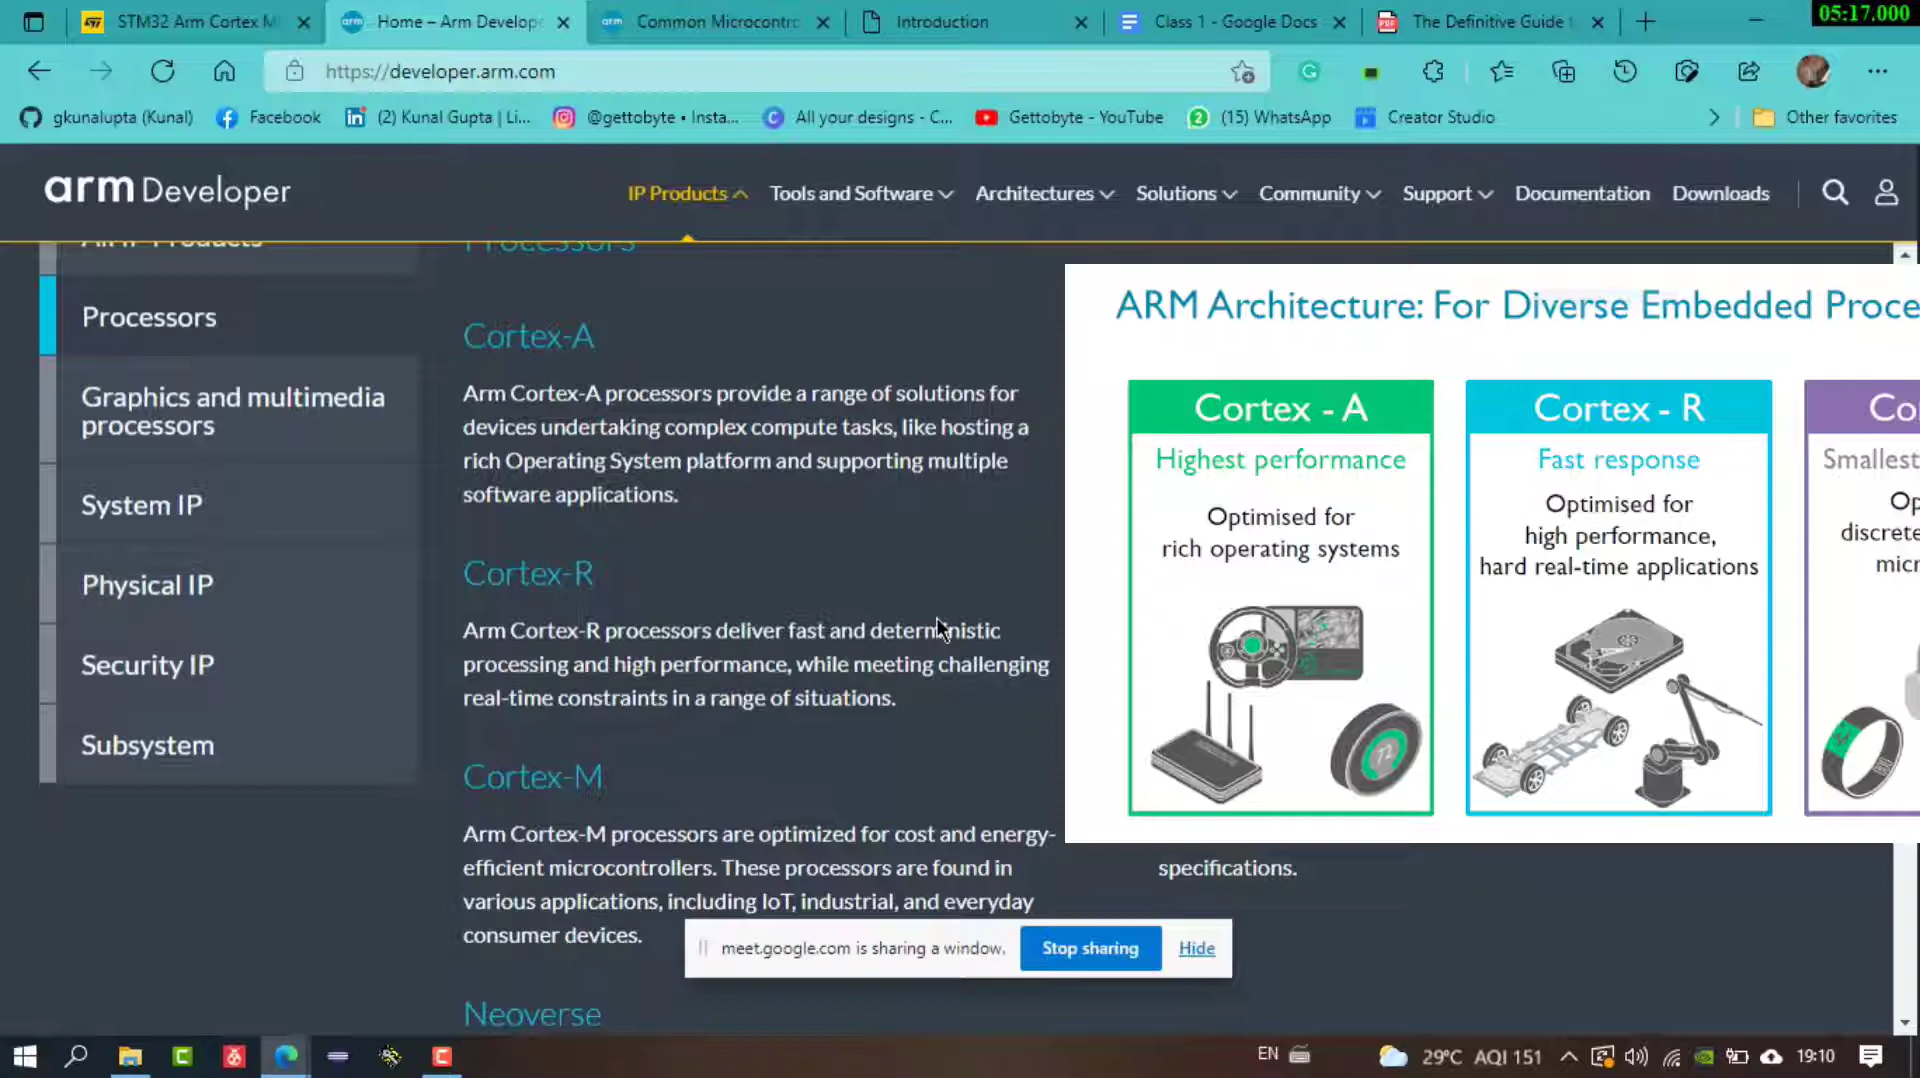 STM32 Arm Cortex M
Home – Arm Develope
Common Microcontro
Introduction
Class 1 - Google Docs
The Definitive Guide
05:17.000
https://developer.arm.com
gkunalupta (Kunal)
Facebook
(2) Kunal Gupta | Li...
@gettobyte • Insta...
All your designs - C...
Gettobyte - YouTube
(15) WhatsApp
Creator Studio
Other favorites
arm Developer
IP Products
Tools and Software
Architectures
Solutions
Community
Support
Documentation
Downloads
All IP Products
Processors
Graphics and multimedia
processors
System IP
Physical IP
Security IP
Subsystem
Processors
Cortex-A
Arm Cortex-A processors provide a range of solutions for
devices undertaking complex compute tasks, like hosting a
rich Operating System platform and supporting multiple
software applications.
Cortex-R
Arm Cortex-R processors deliver fast and deterministic
processing and high performance, while meeting challenging
real-time constraints in a range of situations.
Cortex-M
Arm Cortex-M processors are optimized for cost and energy-
efficient microcontrollers. These processors are found in
various applications, including IoT, industrial, and everyday
consumer devices.
Neoverse
ARM Architecture: For Diverse Embedded Proce
Cortex - A
Highest performance
Optimised for
rich operating systems
72
Cortex - R
Fast response
Optimised for
high performance,
hard real-time applications
Co
Smallest
Op
discrete
micr
specifications.
meet.google.com is sharing a window.
Stop sharing
Hide
EN
29°C AQI 151
19:10